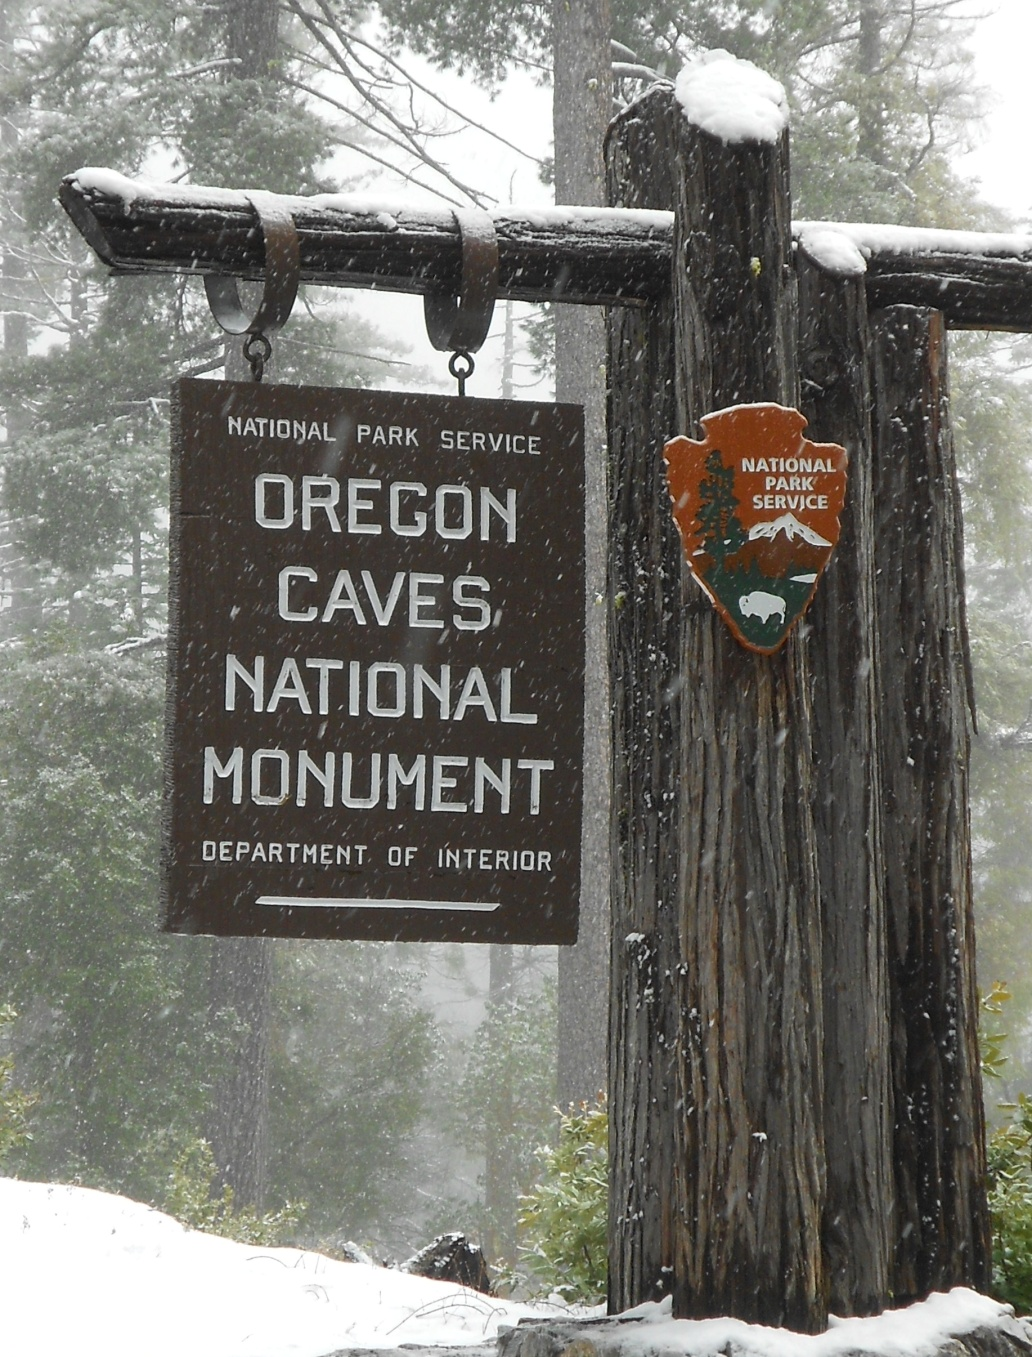 NATIONAL PARK SERVICE
OREGON
CAVES
NATIONAL
MONUMENT
DEPARTMENT OF INTERIOR
NATIONAL
PARK
SERVICE